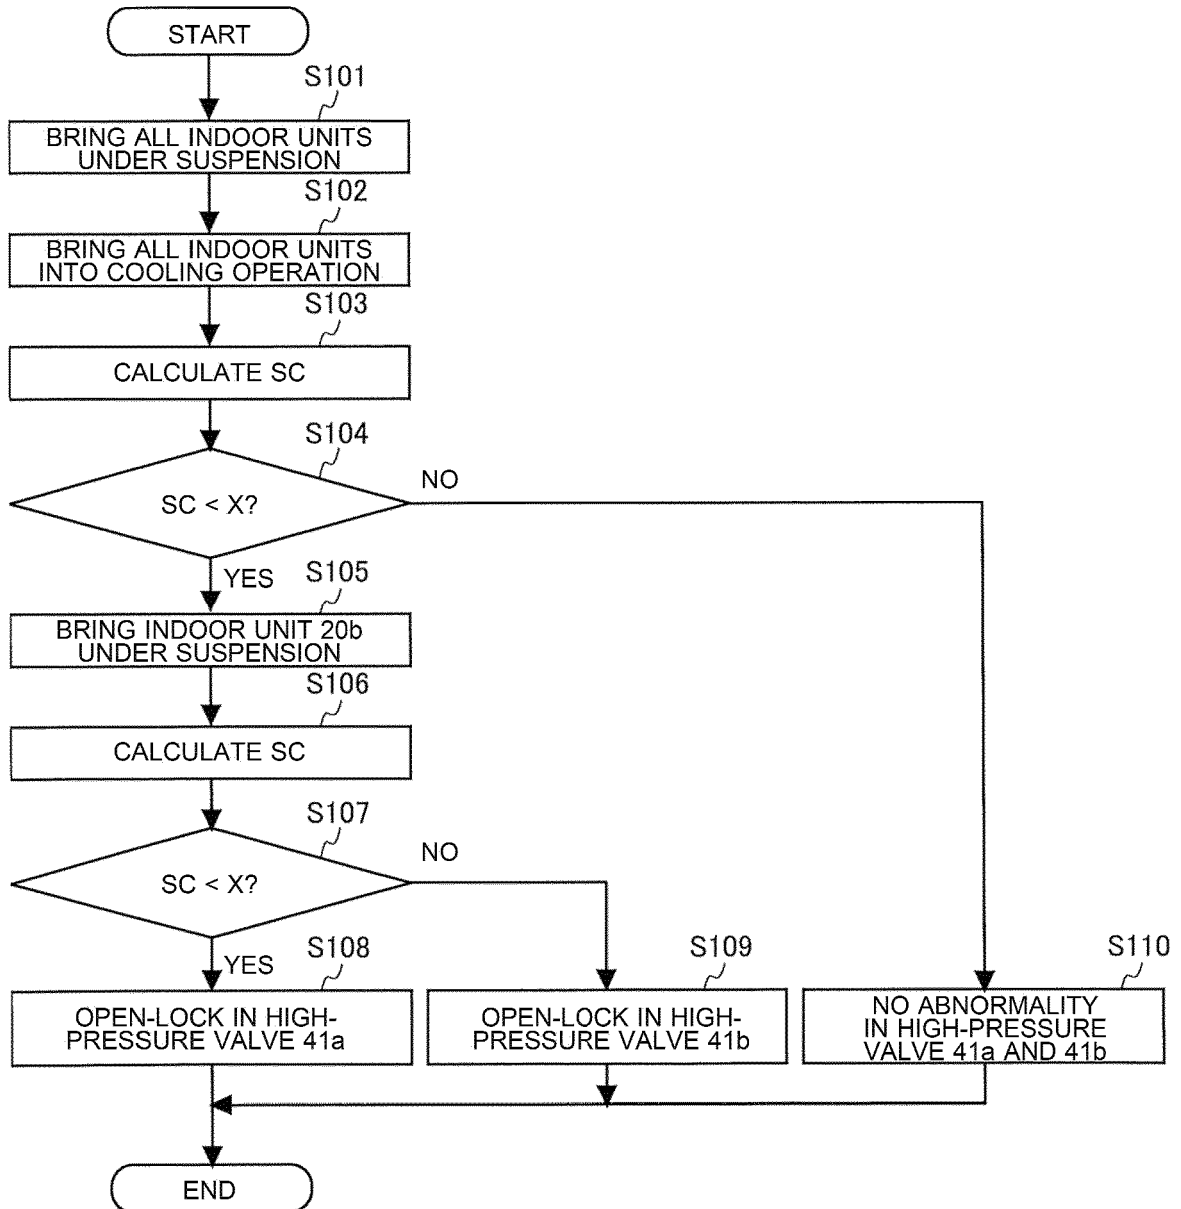 START
S101
BRING ALL INDOOR UNITS
UNDER SUSPENSION
S102
BRING ALL INDOOR UNITS
INTO COOLING OPERATION
S103
CALCULATE SC
S104
SC < X?
NO
YES
S105
BRING INDOOR UNIT 20b
UNDER SUSPENSION
S106
CALCULATE SC
S107
SC < X?
NO
YES
S108
OPEN-LOCK IN HIGH-
PRESSURE VALVE 41a
S109
OPEN-LOCK IN HIGH-
PRESSURE VALVE 41b
S110
NO ABNORMALITY
IN HIGH-PRESSURE
VALVE 41a AND 41b
END